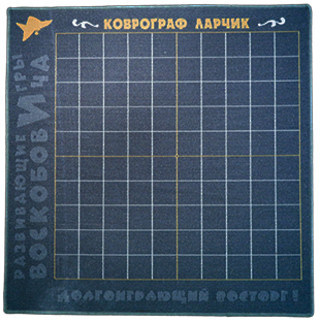 КОВРОГРАФ ЛАРЧИК
РАЗВИВАЮЩИЕ ИГРЫ
ВОСКОБОВИЧА
ДОЛГОИГРАЮЩИЙ ВОСТОРГ!